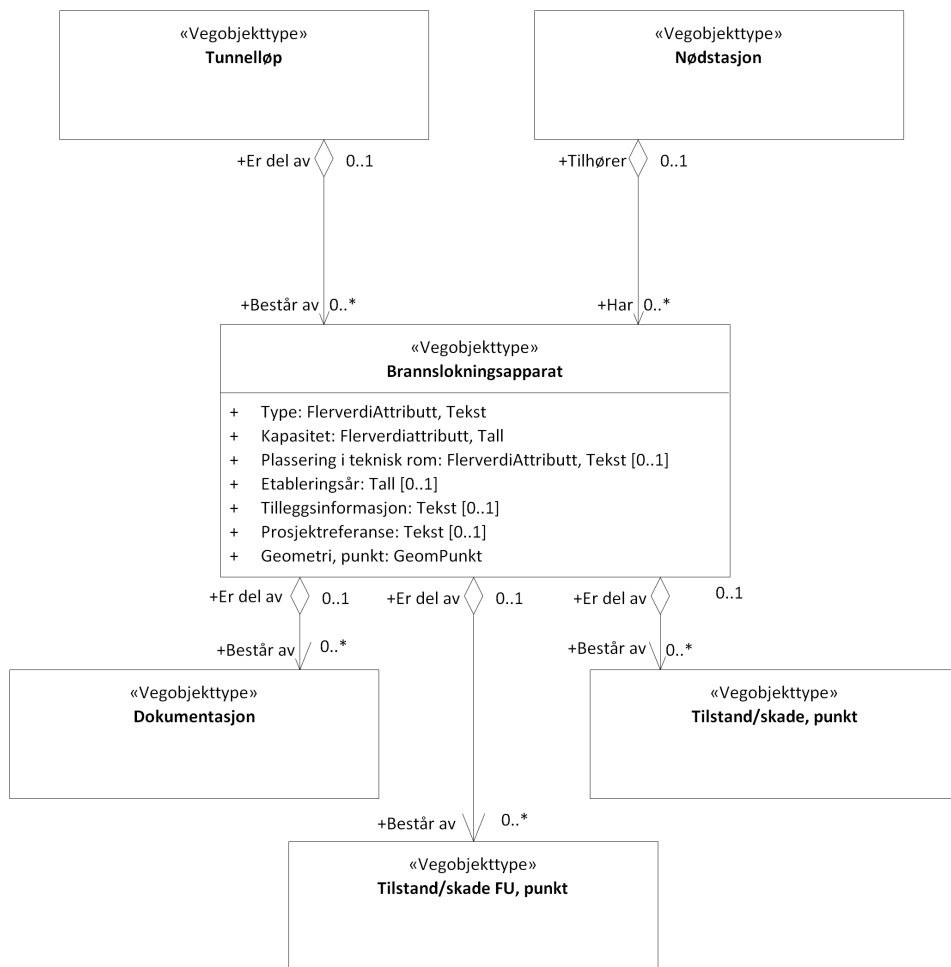 «Vegobjekttype»
Tunnelløp
«Vegobjekttype»
Nødstasjon
+Er del av 0..1
+Tilhører 0..1
+Består av 0..*
+Har 0..*
«Vegobjekttype»
Brannslokningsapparat
+ Type: FlerverdiAttributt, Tekst
+ Kapasitet: Flerverdiattributt, Tall
+ Plassering i teknisk rom: FlerverdiAttributt, Tekst [0..1]
+ Etableringsår: Tall [0..1]
+ Tilleggsinformasjon: Tekst [0..1]
+ Prosjektreferanse: Tekst [0..1]
+ Geometri, punkt: GeomPunkt
+Er del av 0..1
+Er del av 0..1
+Er del av 0..1
+Består av 0..*
+Består av 0..*
«Vegobjekttype»
Dokumentasjon
«Vegobjekttype»
Tilstand/skade, punkt
+Består av 0..*
«Vegobjekttype»
Tilstand/skade FU, punkt